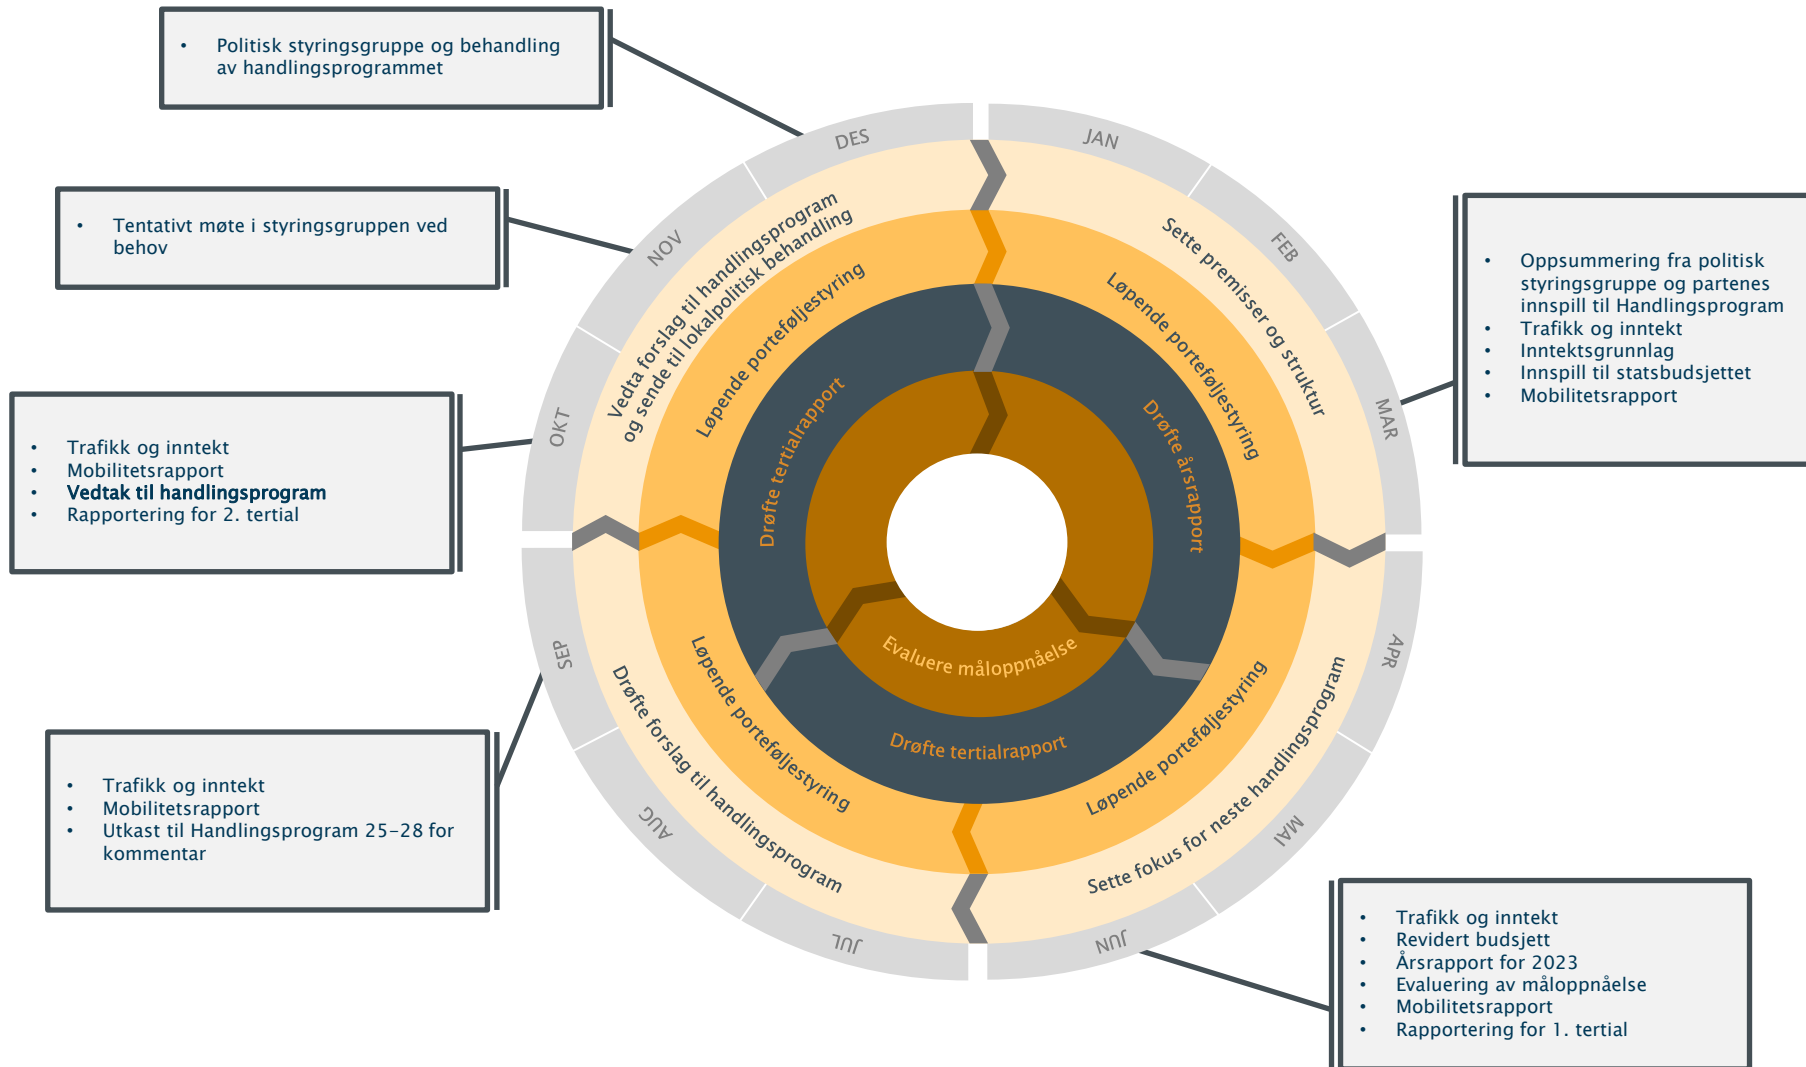 • Politisk styringsgruppe og behandling
av handlingsprogrammet
• Tentativt møte i styringsgruppen ved
behov
• Trafikk og inntekt
• Mobilitetsrapport
• Vedtak til handlingsprogram
• Rapportering for 2. tertial
• Trafikk og inntekt
• Mobilitetsrapport
• Utkast til Handlingsprogram 25–28 for
kommentar
JAN
FEB
MAR
APR
MAI
JUN
JUL
AUG
SEP
OKT
NOV
DES
Sette premisser og struktur
Sette fokus for neste handlingsprogram
Drøfte forslag til handlingsprogram
Vedta forslag til handlingsprogram
og sende til lokalpolitisk behandling
Løpende porteføljestyring
Løpende porteføljestyring
Løpende porteføljestyring
Løpende porteføljestyring
Drøfte årsrapport
Drøfte tertialrapport
Drøfte tertialrapport
Evaluere måloppnåelse
• Oppsummering fra politisk
styringsgruppe og partenes
innspill til Handlingsprogram
• Trafikk og inntekt
• Inntektsgrunnlag
• Innspill til statsbudsjettet
• Mobilitetsrapport
• Trafikk og inntekt
• Revidert budsjett
• Årsrapport for 2023
• Evaluering av måloppnåelse
• Mobilitetsrapport
• Rapportering for 1. tertial